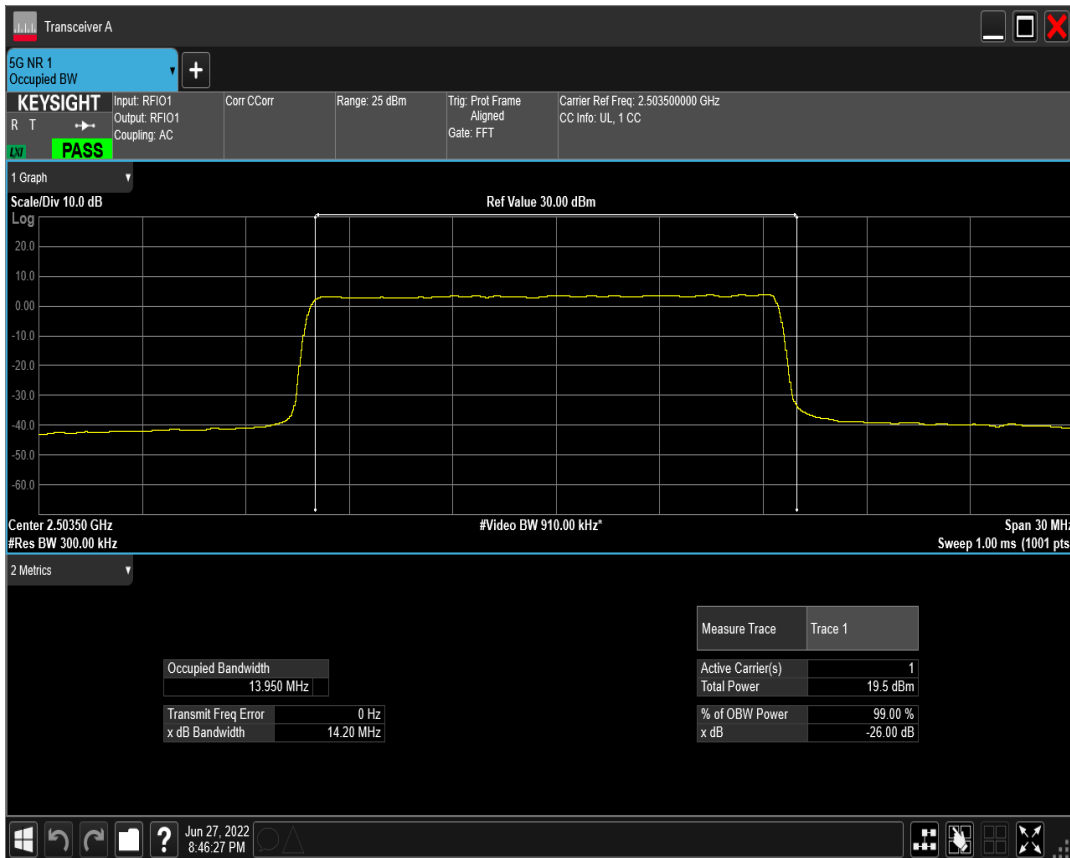 Transceiver A
5G NR 1
Occupied BW
+
KEYSIGHT
R T
LXI
PASS
Input: RFIO1
Output: RFIO1
Coupling: AC
Corr CCorr
Range: 25 dBm
Trig: Prot Frame
Aligned
Gate: FFT
Carrier Ref Freq: 2.503500000 GHz
CC Info: UL, 1 CC
1 Graph
Scale/Div 10.0 dB
Ref Value 30.00 dBm
Log
20.0
10.0
0.00
-10.0
-20.0
-30.0
-40.0
-50.0
-60.0
Center 2.50350 GHz
#Video BW 910.00 kHz*
Span 30 MHz
#Res BW 300.00 kHz
Sweep 1.00 ms (1001 pts
2 Metrics
Measure Trace
Trace 1
Occupied Bandwidth
13.950 MHz
Active Carrier(s)
1
Total Power
19.5 dBm
Transmit Freq Error
0 Hz
x dB Bandwidth
14.20 MHz
% of OBW Power
99.00 %
x dB
-26.00 dB
?
Jun 27, 2022
8:46:27 PM